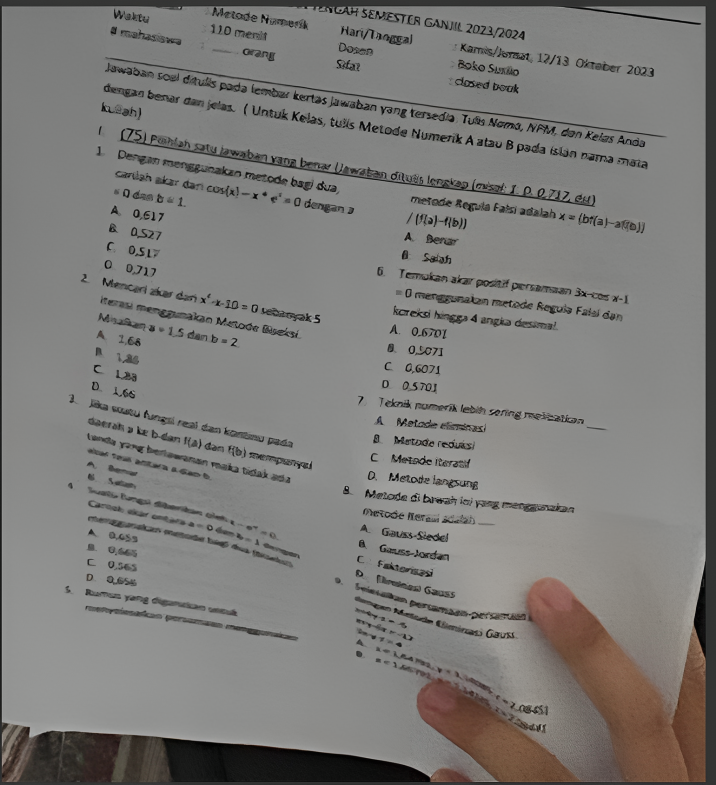 TENGAH SEMESTER GANJIL 2023/2024
Metode Numerik
Hari/Tanggal : Kamis/Jumat, 12/13 Oktober 2023
Waktu : 110 menit
Dosen : Boko Susilo
# mahasiswa : ____ orang
Sifat : closed book
Jawaban soal ditulis pada lembar kertas jawaban yang tersedia. Tulis Nama, NPM, dan Kelas Anda
dengan benar dan jelas. ( Untuk Kelas, tulis Metode Numerik A atau B pada isian nama mata
kuliah)
I. (75) Pilihlah satu jawaban yang benar (Jawaban ditulis lengkap (misal: 1. D. 0,717, dst)
1. Dengan menggunakan metode bagi dua,
carilah akar dari cos(x) – x * eˣ = 0 dengan a
= 0 dan b = 1.
A. 0,617
B. 0,527
C. 0,517
D. 0,717
2. Mencari akar dari x⁴-x-10 = 0 sebanyak 5
iterasi menggunakan Metode Biseksi.
Misalkan a = 1,5 dan b = 2
A. 1,68
B. 1,86
C. 1,88
D. 1,66
3. Jika suatu fungsi real dan kontinu pada
daerah a ke b dan f(a) dan f(b) mempunyai
tanda yang berlawanan maka tidak ada
akar real antara a dan b.
A. Benar
B. Salah
4. Suatu fungsi diberikan oleh
Carilah akar antara a = 0 dan b = 1 dengan
menggunakan metode bagi dua
A. 0,655
B. 0,665
C. 0,565
D. 0,656
5. Rumus yang digunakan untuk
menyelesaikan persamaan menggunakan
metode Regula Falsi adalah x = (bf(a)–af(b))
/ (f(a)–f(b))
A. Benar
B. Salah
6. Temukan akar positif persamaan 3x-cos x-1
= 0 menggunakan metode Regula Falsi dan
koreksi hingga 4 angka desimal.
A. 0,6701
B. 0,5071
C. 0,6071
D. 0,5701
7. Teknik numerik lebih sering melibatkan ____
A. Metode eliminasi
B. Metode reduksi
C. Metode iteratif
D. Metode langsung
8. Metode di bawah ini yang menggunakan
metode iterasi adalah ____
A. Gauss-Siedel
B. Gauss-Jordan
C. Faktorisasi
D. Eliminasi Gauss
9. Selesaikan persamaan-persamaan
dengan Metode Eliminasi Gauss.
A.
B.